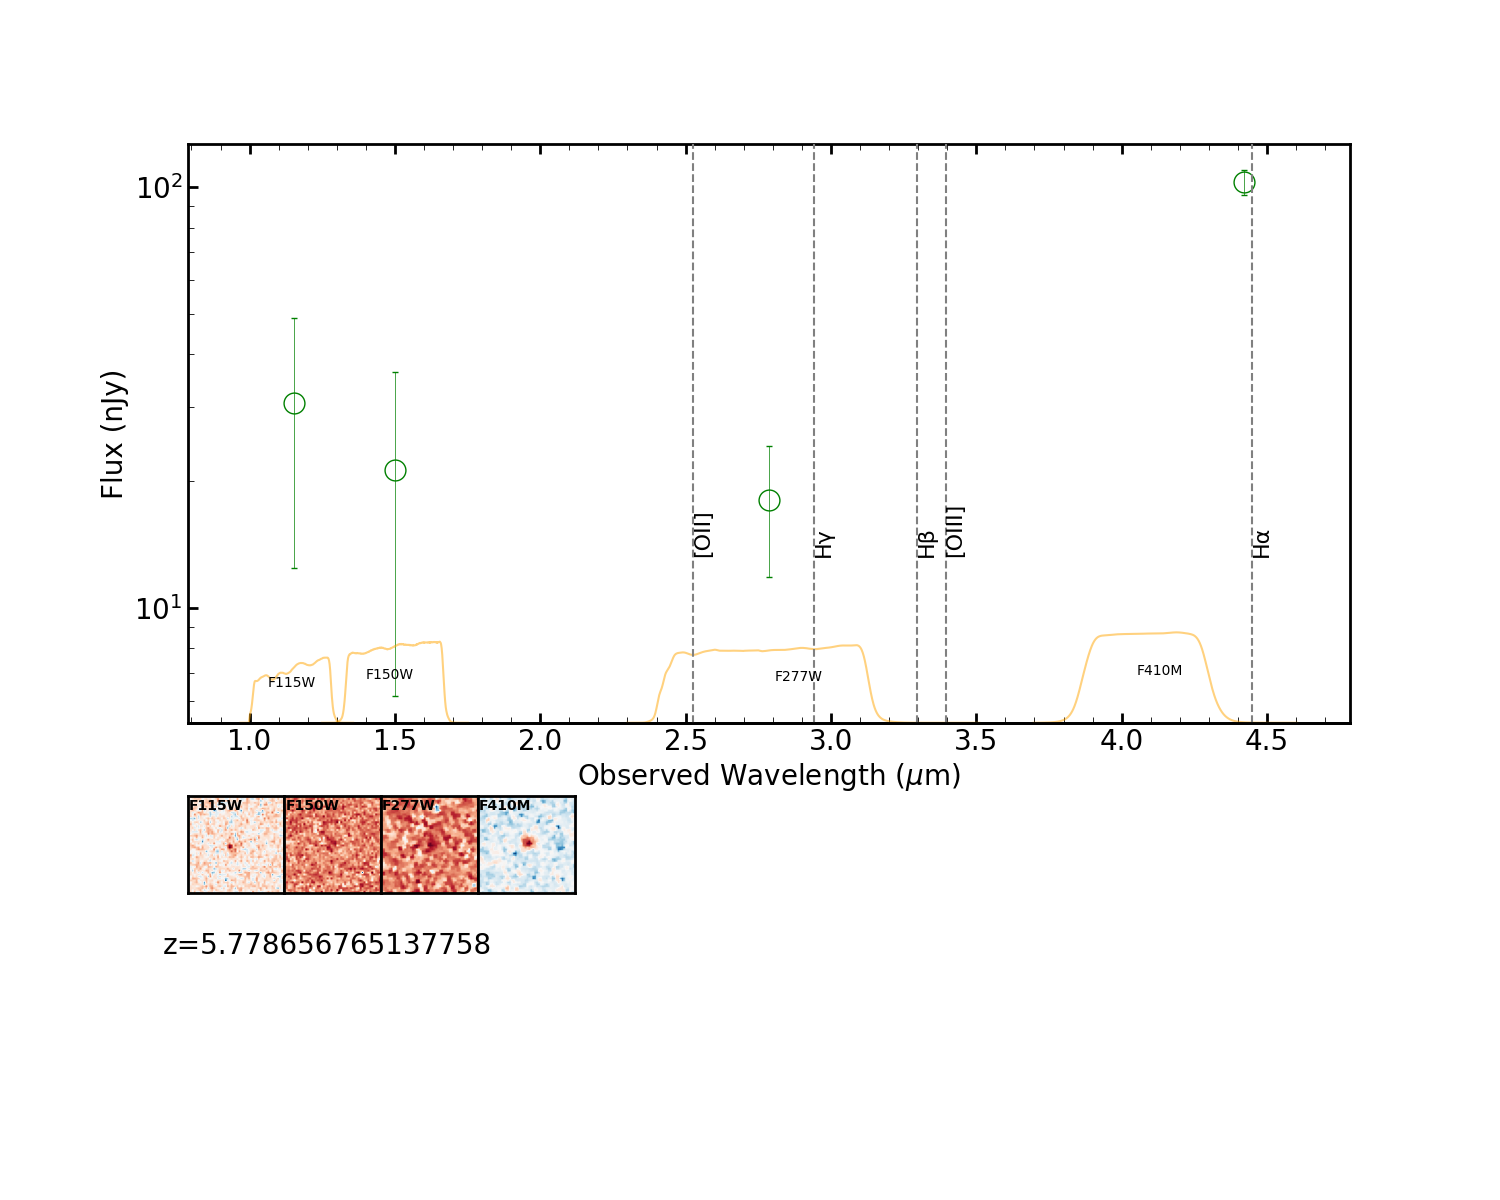 10²
10¹
Flux (nJy)
[OII]
Hγ
Hβ
[OIII]
Hα
F115W
F150W
F277W
F410M
1.0 1.5 2.0 2.5 3.0 3.5 4.0 4.5
Observed Wavelength (μm)
F115W F150W F277W F410M
z=5.778656765137758